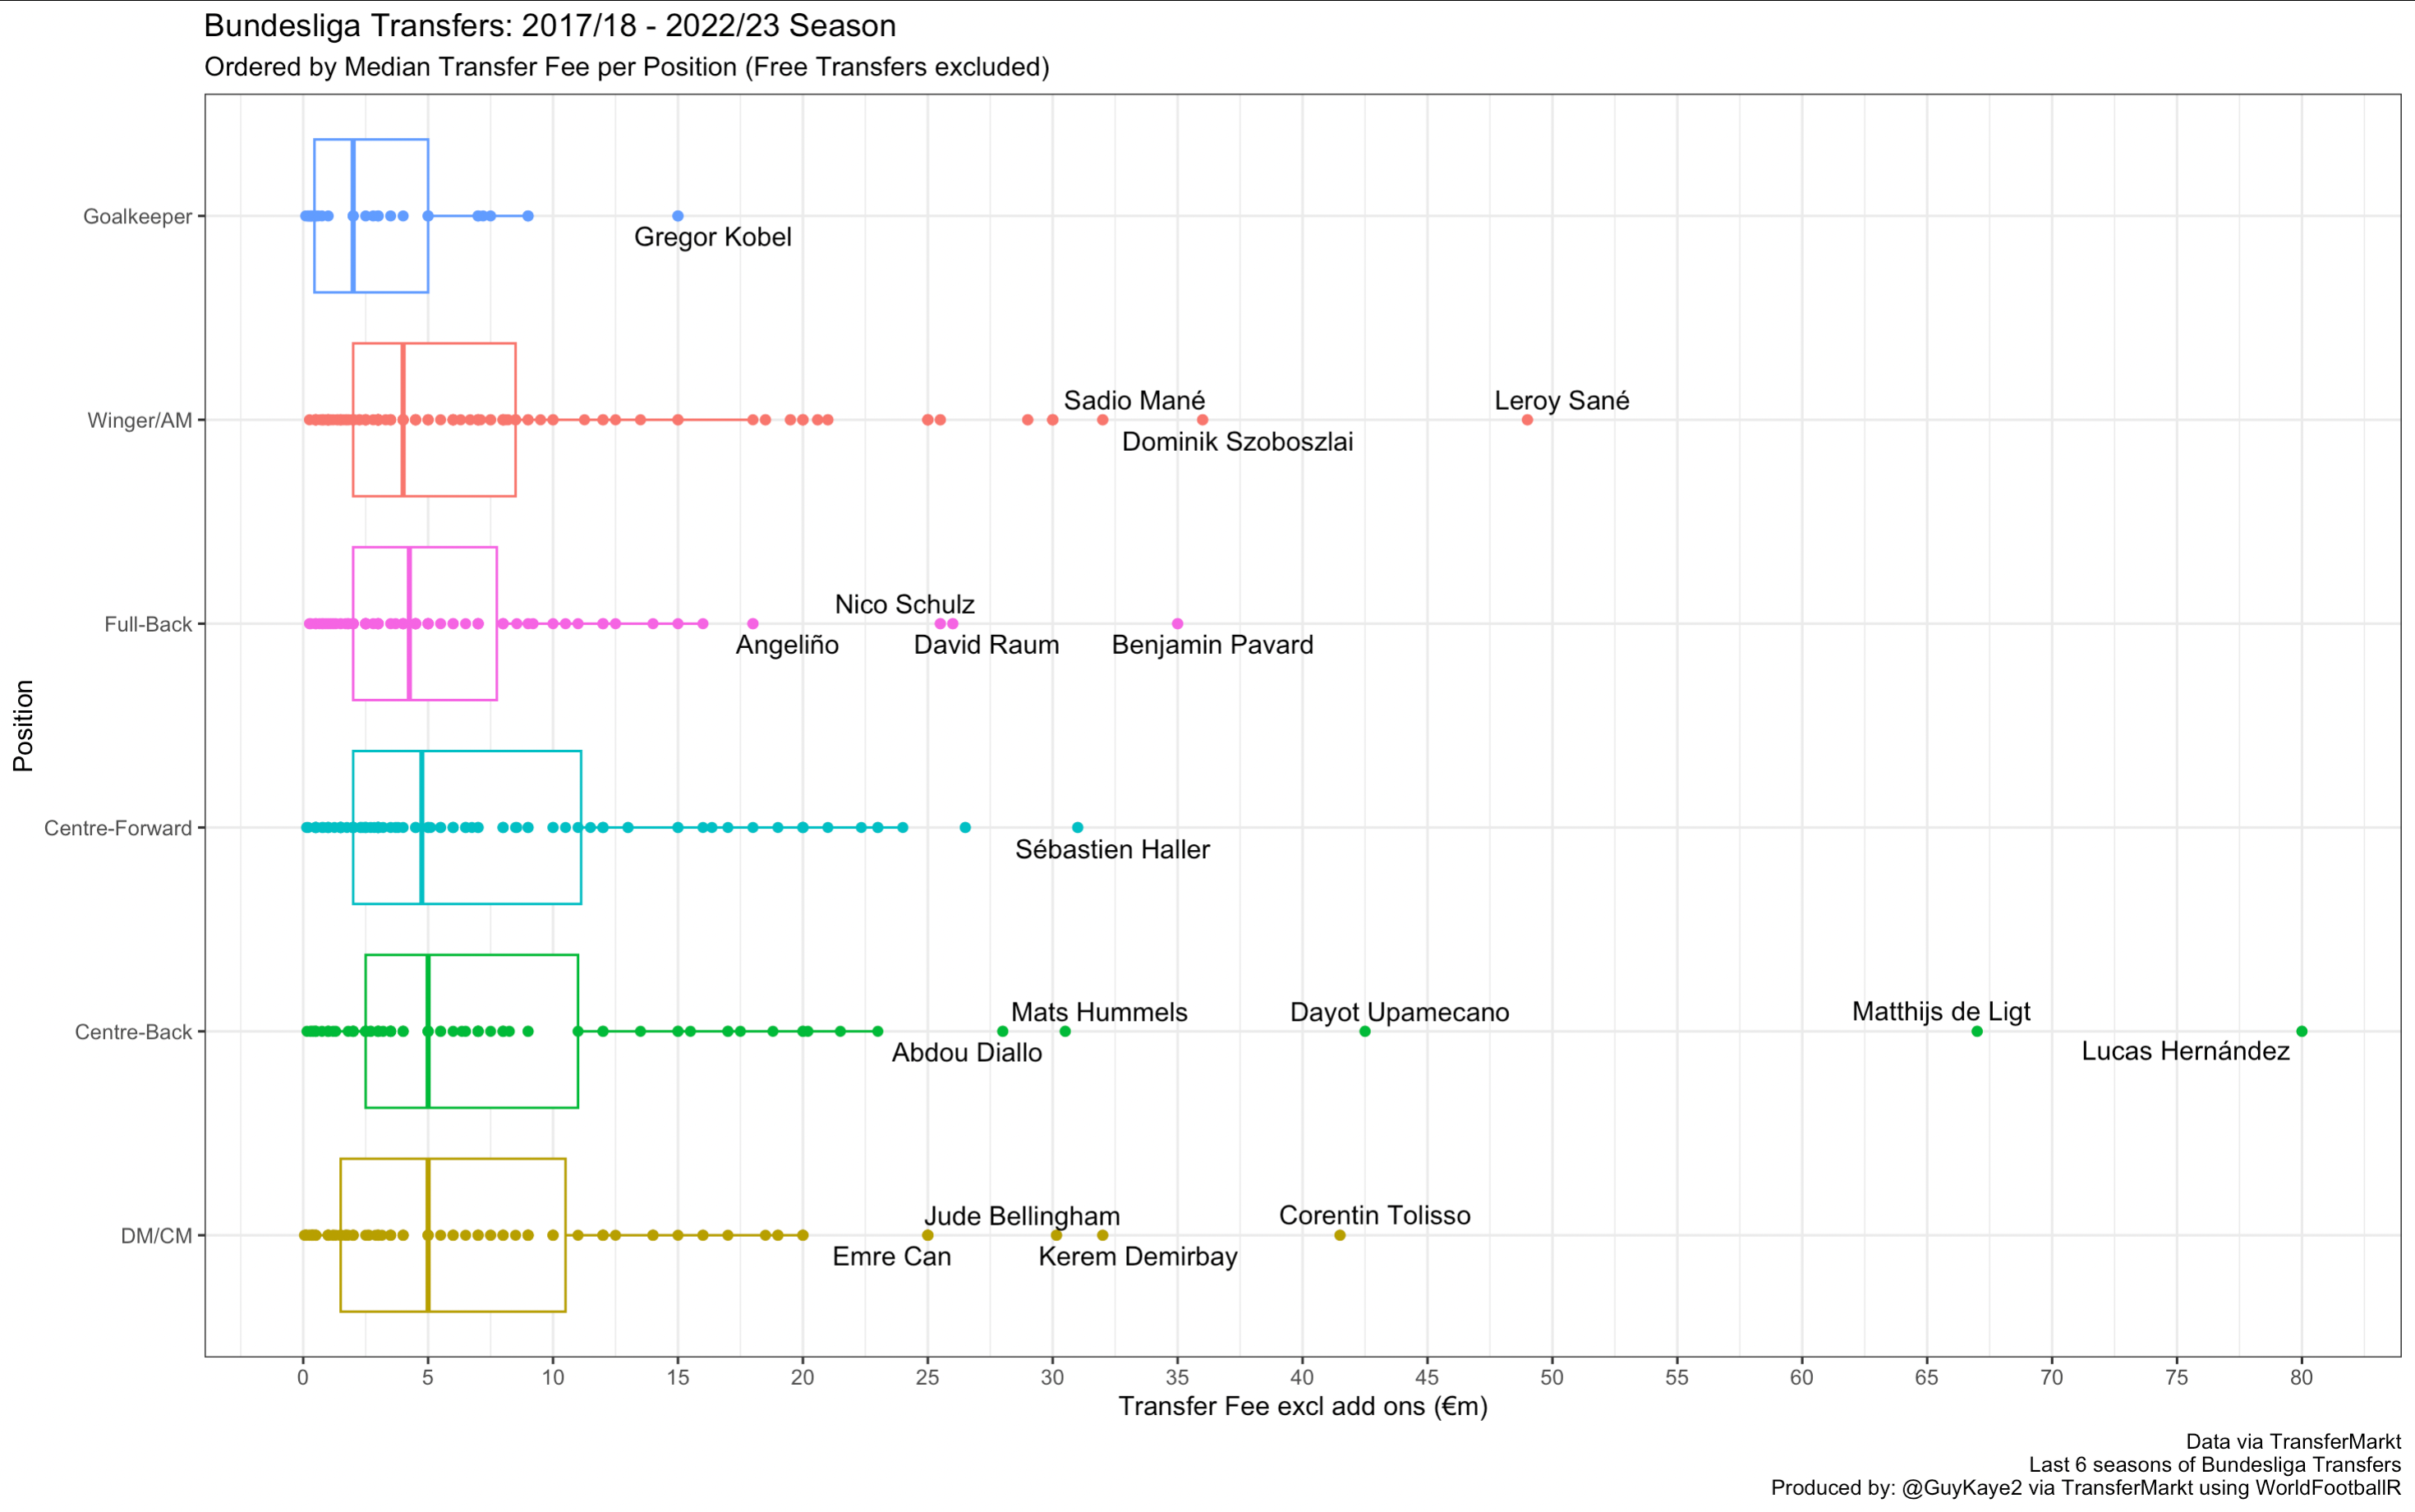 Bundesliga Transfers: 2017/18 - 2022/23 Season
Ordered by Median Transfer Fee per Position (Free Transfers excluded)
Position
Goalkeeper
Gregor Kobel
Sadio Mané
Leroy Sané
Winger/AM
Dominik Szoboszlai
Nico Schulz
Full-Back
Angeliño
David Raum
Benjamin Pavard
Centre-Forward
Sébastien Haller
Mats Hummels
Dayot Upamecano
Matthijs de Ligt
Centre-Back
Abdou Diallo
Lucas Hernández
Jude Bellingham
Corentin Tolisso
DM/CM
Emre Can
Kerem Demirbay
0 5 10 15 20 25 30 35 40 45 50 55 60 65 70 75 80
Transfer Fee excl add ons (€m)
Data via TransferMarkt
Last 6 seasons of Bundesliga Transfers
Produced by: @GuyKaye2 via TransferMarkt using WorldFootballR